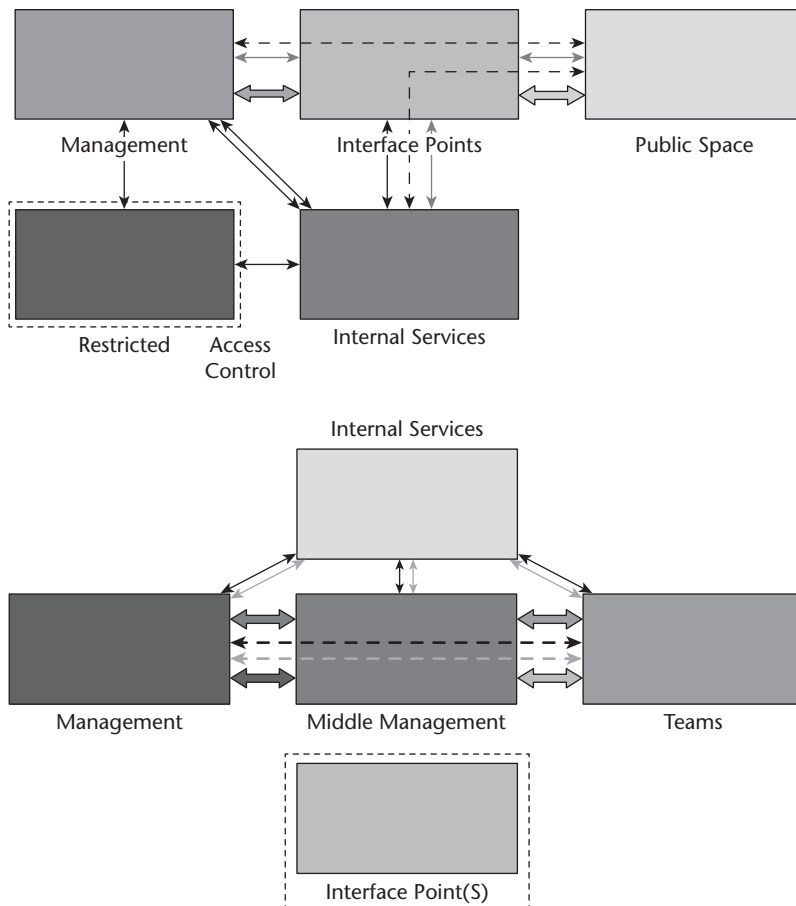 Management
Interface Points
Public Space
Restricted
Access
Control
Internal Services
Internal Services
Management
Middle Management
Teams
Interface Point(S)